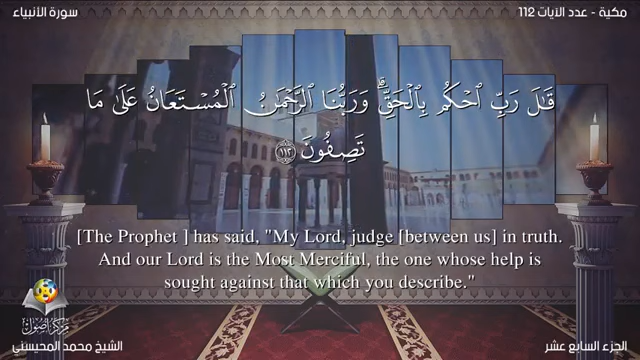 سورة الأنبياء
مكية - عدد الآيات 112
قَٰلَ رَبِّ ٱحْكُم بِٱلْحَقِّ ۗ وَرَبُّنَا ٱلرَّحْمَٰنُ ٱلْمُسْتَعَانُ عَلَىٰ مَا
تَصِفُونَ ١١٢
[The Prophet ] has said, "My Lord, judge [between us] in truth.
And our Lord is the Most Merciful, the one whose help is
sought against that which you describe."
مركز أصول
الشيخ محمد المحيسني
الجزء السابع عشر